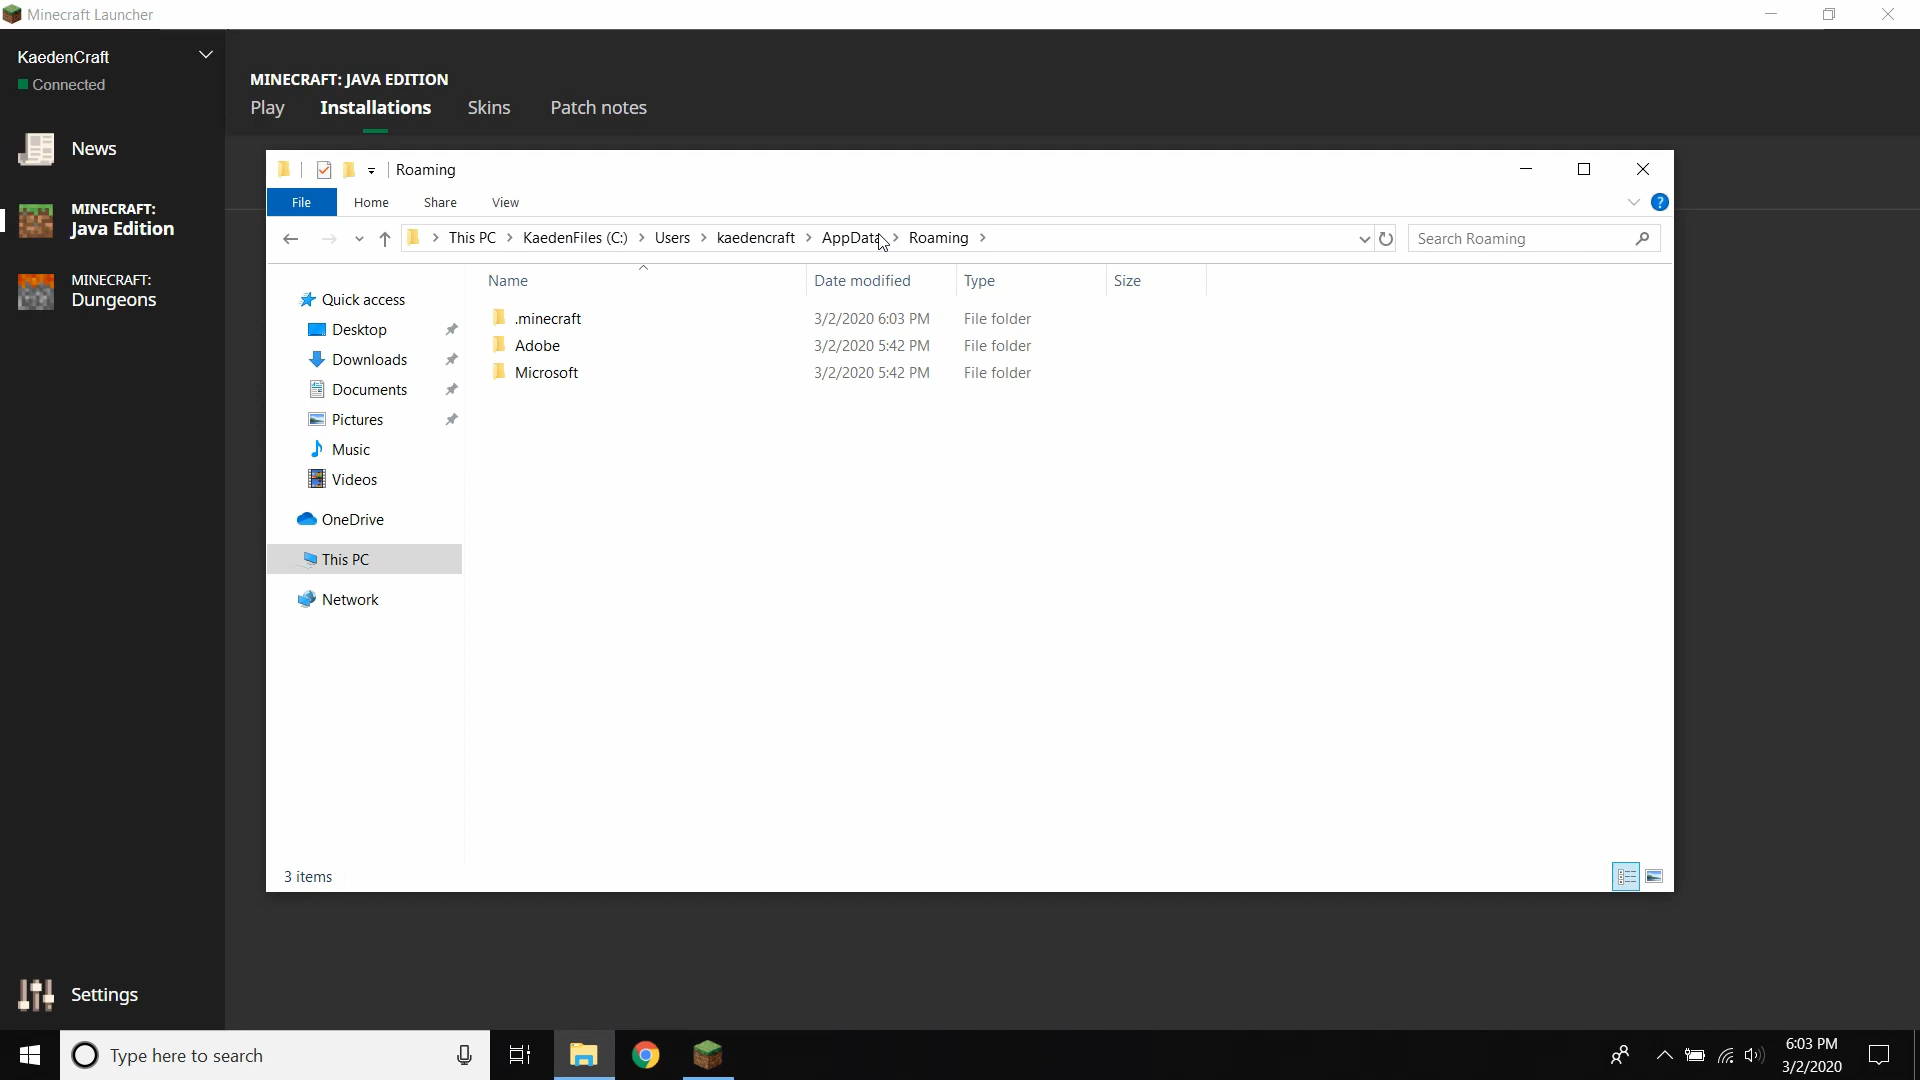 Minecraft Launcher
KaedenCraft
Connected
News
MINECRAFT:
Java Edition
MINECRAFT:
Dungeons
Settings
MINECRAFT: JAVA EDITION
Play Installations Skins Patch notes
Roaming
File Home Share View
This PC > KaedenFiles (C:) > Users > kaedencraft > AppData > Roaming >
Search Roaming
Quick access
Desktop
Downloads
Documents
Pictures
Music
Videos
OneDrive
This PC
Network
Name Date modified Type Size
.minecraft 3/2/2020 6:03 PM File folder
Adobe 3/2/2020 5:42 PM File folder
Microsoft 3/2/2020 5:42 PM File folder
3 items
Type here to search
6:03 PM
3/2/2020